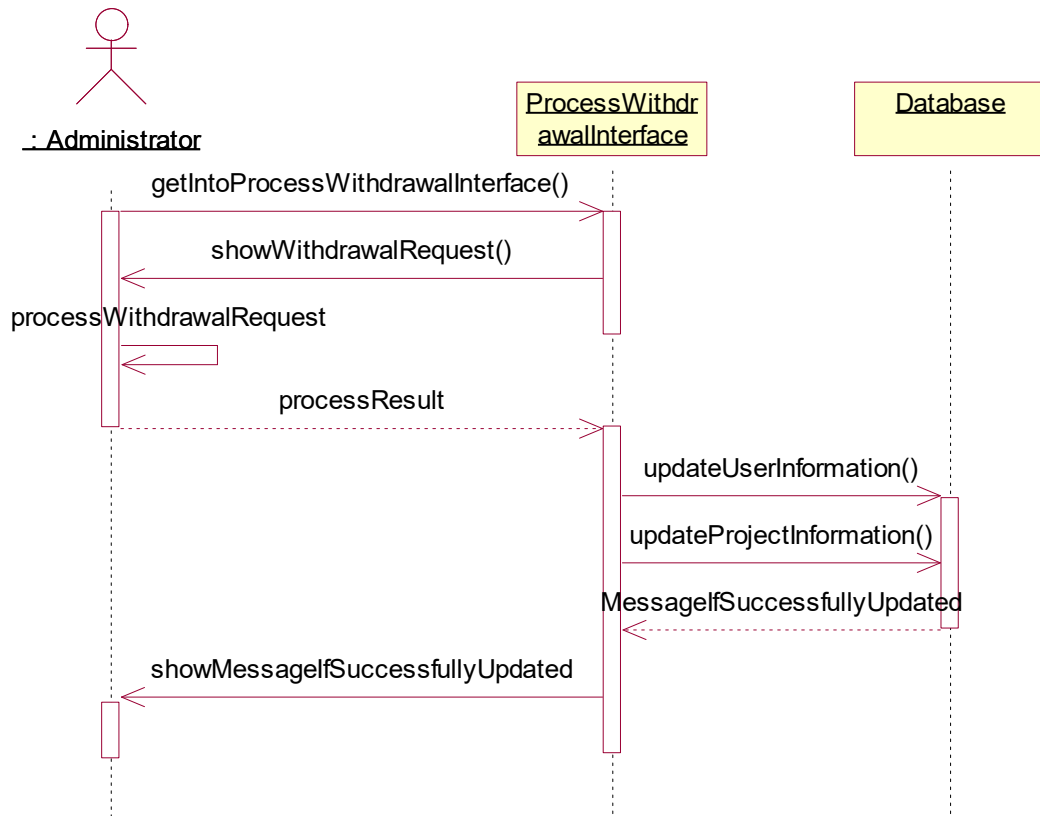 : Administrator
ProcessWithdr
awalInterface
Database
getIntoProcessWithdrawalInterface()
showWithdrawalRequest()
processWithdrawalRequest
processResult
updateUserInformation()
updateProjectInformation()
MessageIfSuccessfullyUpdated
showMessageIfSuccessfullyUpdated